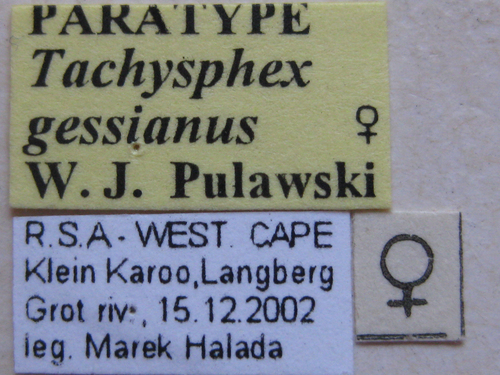 PARATYPE
Tachysphex
gessianus ♀
W. J. Pulawski
R.S.A - WEST. CAPE
Klein Karoo, Langberg
Grot riv., 15.12.2002
leg. Marek Halada
♀